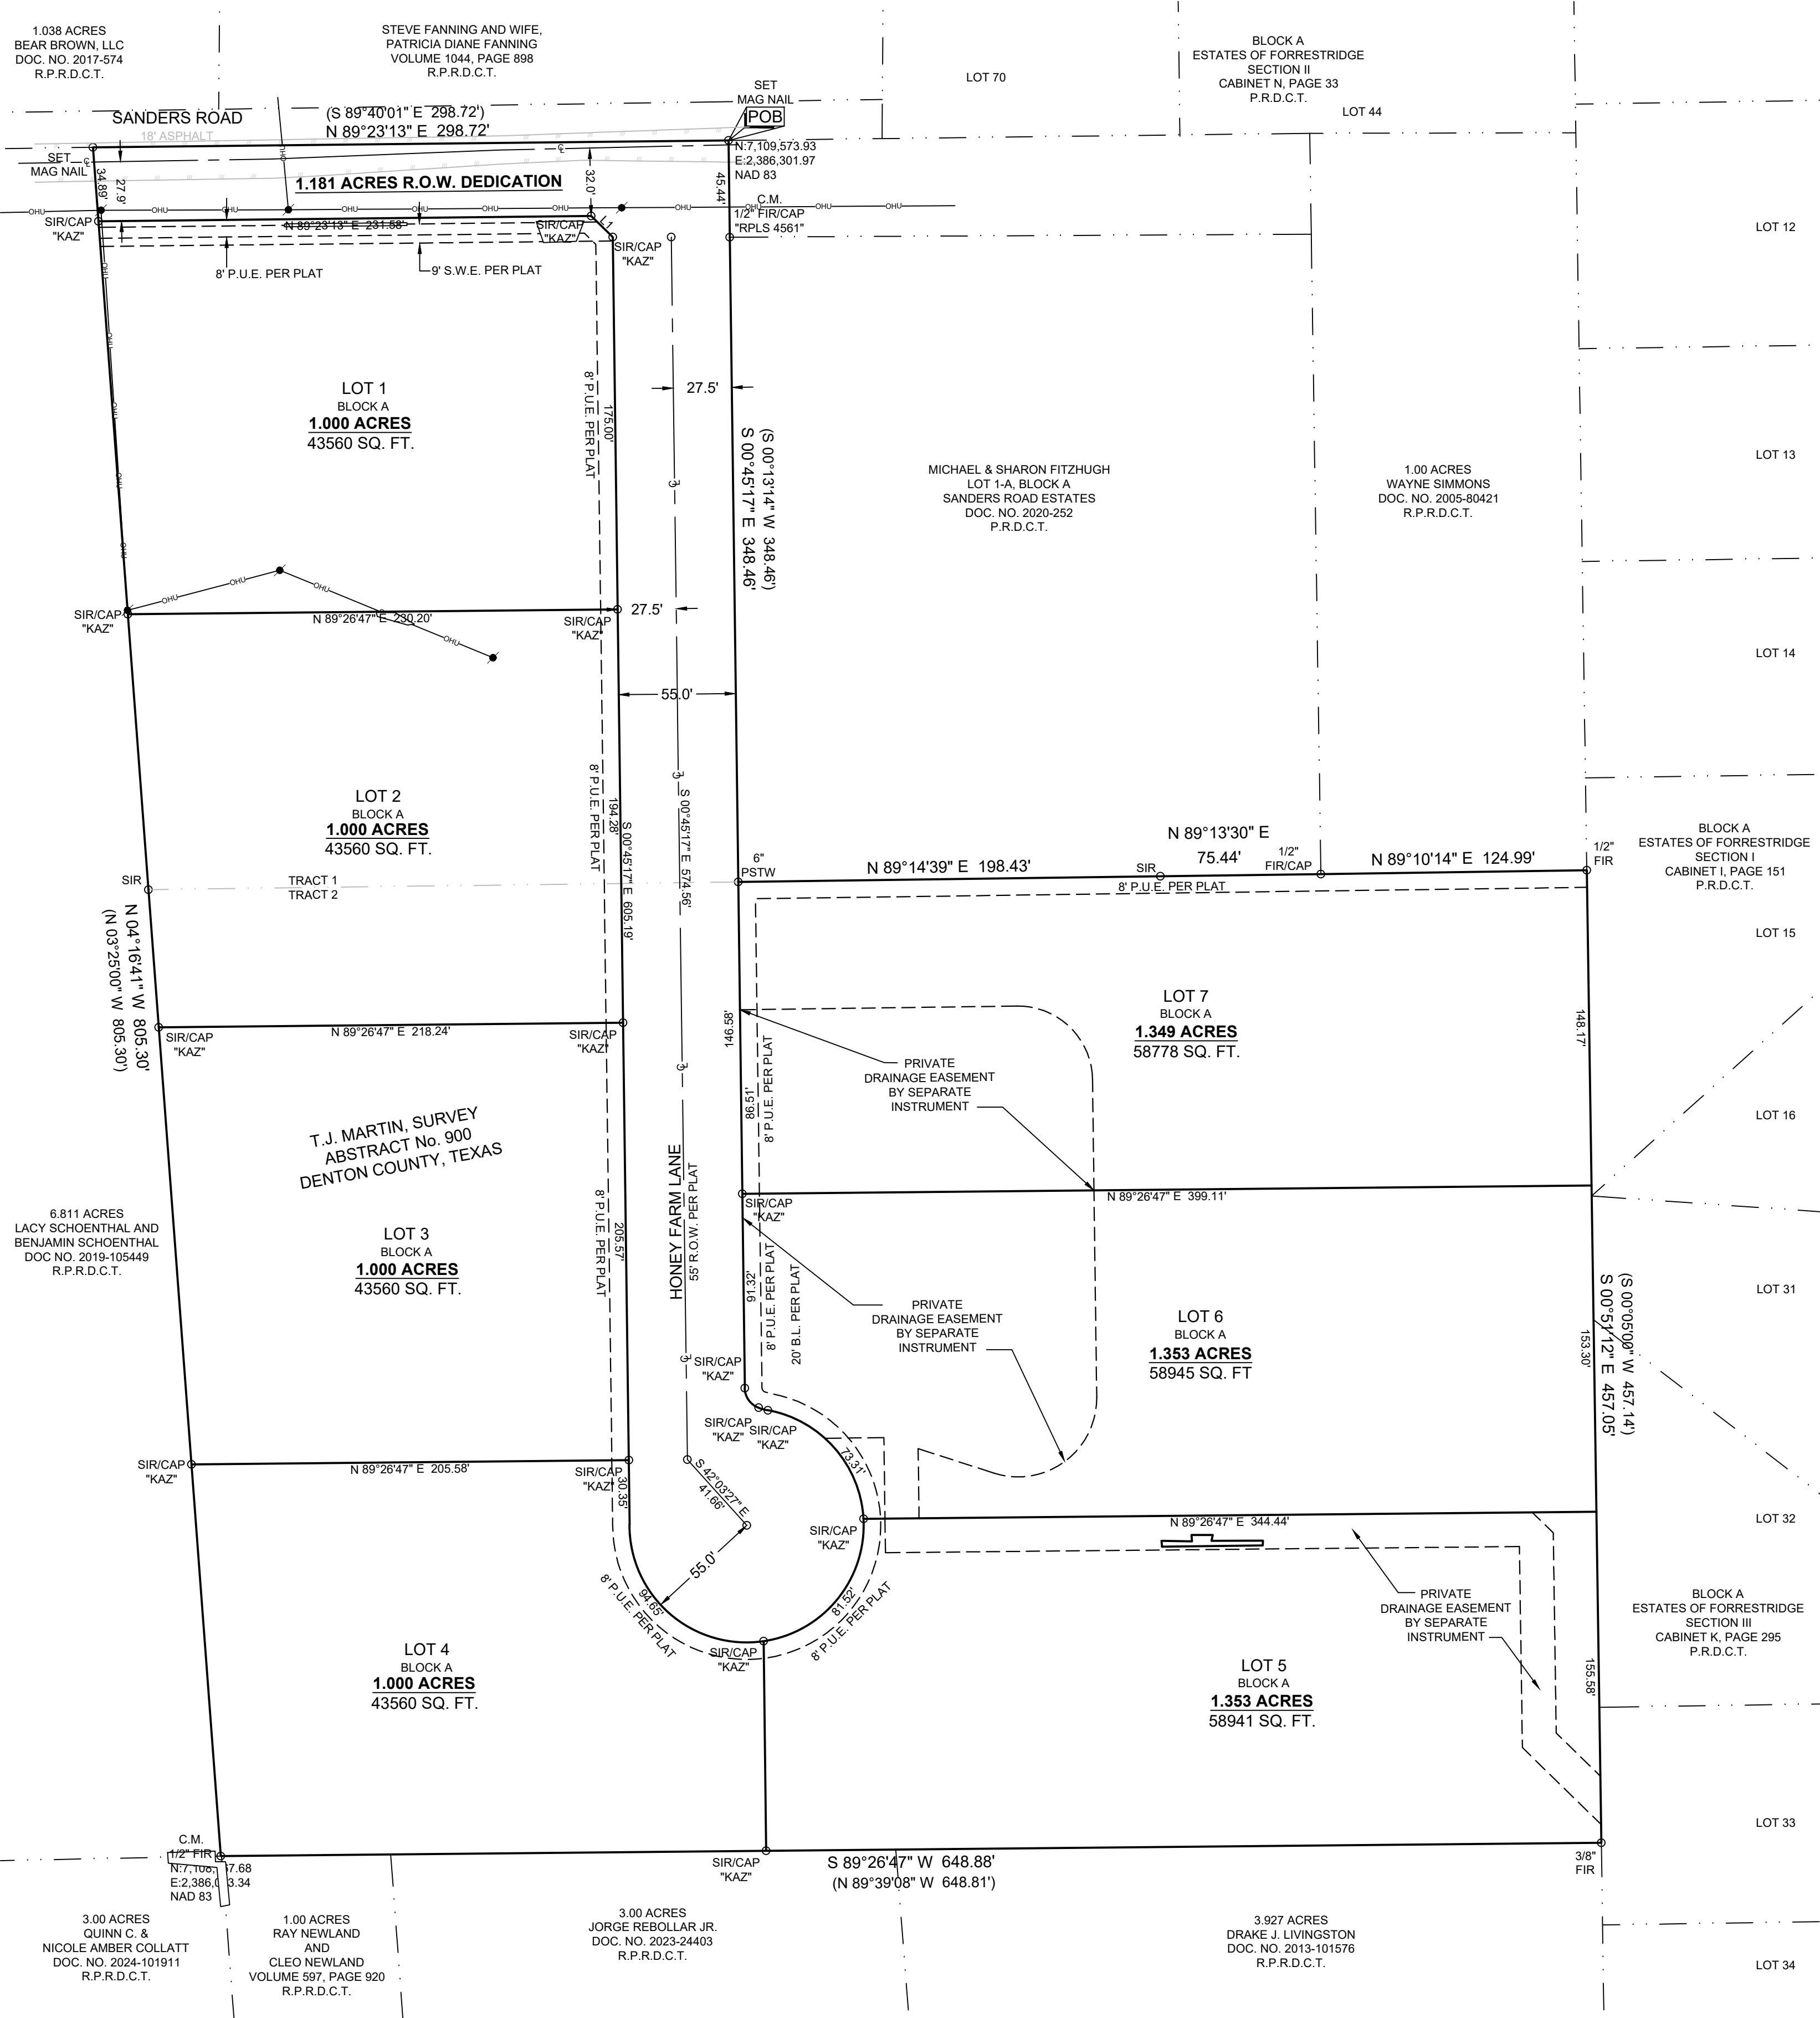 1.038 ACRES
BEAR BROWN, LLC
DOC. NO. 2017-574
R.P.R.D.C.T.
STEVE FANNING AND WIFE,
PATRICIA DIANE FANNING
VOLUME 1044, PAGE 898
R.P.R.D.C.T.
LOT 70
BLOCK A
ESTATES OF FORRESTRIDGE
SECTION II
CABINET N, PAGE 33
P.R.D.C.T.
LOT 44
SET
MAG NAIL
POB
SANDERS ROAD
18' ASPHALT
(S 89°40'01" E 298.72')
N 89°23'13" E 298.72'
SET
MAG NAIL
℄
℄
N:7,109,573.93
E:2,386,301.97
NAD 83
34.89'
27.9'
1.181 ACRES R.O.W. DEDICATION
32.0'
45.44'
C.M.
1/2" FIR/CAP
"RPLS 4561"
OHU
OHU
OHU
OHU
OHU
OHU
OHU
OHU
OHU
OHU
OHU
OHU
SIR/CAP
"KAZ"
N 89°23'13" E 231.58'
SIR/CAP
"KAZ"
L1
SIR/CAP
"KAZ"
8' P.U.E. PER PLAT
9' S.W.E. PER PLAT
LOT 12
OHU
OHU
OHU
OHU
OHU
LOT 1
BLOCK A
1.000 ACRES
43560 SQ. FT.
8' P.U.E. PER PLAT
175.00'
27.5'
S 00°45'17" E 348.46'
(S 00°13'14" W 348.46')
MICHAEL & SHARON FITZHUGH
LOT 1-A, BLOCK A
SANDERS ROAD ESTATES
DOC. NO. 2020-252
P.R.D.C.T.
1.00 ACRES
WAYNE SIMMONS
DOC. NO. 2005-80421
R.P.R.D.C.T.
LOT 13
OHU
OHU
OHU
OHU
SIR/CAP
"KAZ"
N 89°26'47" E 230.20'
SIR/CAP
"KAZ"
27.5'
LOT 14
55.0'
LOT 2
BLOCK A
1.000 ACRES
43560 SQ. FT.
8' P.U.E. PER PLAT
194.28'
S 00°45'17" E 605.19'
S 00°45'17" E 574.56'
SIR
TRACT 1
TRACT 2
6"
PSTW
N 89°14'39" E 198.43'
SIR
N 89°13'30" E
75.44'
1/2"
FIR/CAP
N 89°10'14" E 124.99'
1/2"
FIR
8' P.U.E. PER PLAT
BLOCK A
ESTATES OF FORRESTRIDGE
SECTION I
CABINET I, PAGE 151
P.R.D.C.T.
LOT 15
N 04°16'41" W 805.30'
(N 03°25'00" W 805.30')
SIR/CAP
"KAZ"
N 89°26'47" E 218.24'
SIR/CAP
"KAZ"
146.58'
86.51'
8' P.U.E. PER PLAT
LOT 7
BLOCK A
1.349 ACRES
58778 SQ. FT.
148.17'
PRIVATE
DRAINAGE EASEMENT
BY SEPARATE
INSTRUMENT
LOT 16
T.J. MARTIN, SURVEY
ABSTRACT No. 900
DENTON COUNTY, TEXAS
HONEY FARM LANE
55' R.O.W. PER PLAT
SIR/CAP
"KAZ"
N 89°26'47" E 399.11'
6.811 ACRES
LACY SCHOENTHAL AND
BENJAMIN SCHOENTHAL
DOC NO. 2019-105449
R.P.R.D.C.T.
LOT 3
BLOCK A
1.000 ACRES
43560 SQ. FT.
8' P.U.E. PER PLAT
205.57'
91.32'
8' P.U.E. PER PLAT
20' B.L. PER PLAT
PRIVATE
DRAINAGE EASEMENT
BY SEPARATE
INSTRUMENT
LOT 6
BLOCK A
1.353 ACRES
58945 SQ. FT
153.30'
S 00°51'12" E 457.05'
(S 00°05'00" W 457.14')
LOT 31
SIR/CAP
"KAZ"
SIR/CAP
"KAZ"
SIR/CAP
"KAZ"
73.31'
SIR/CAP
"KAZ"
N 89°26'47" E 205.58'
SIR/CAP
"KAZ"
30.35'
S 42°03'27" E
41.66'
SIR/CAP
"KAZ"
N 89°26'47" E 344.44'
LOT 32
55.0'
94.65'
81.52'
8' P.U.E. PER PLAT
8' P.U.E. PER PLAT
SIR/CAP
"KAZ"
PRIVATE
DRAINAGE EASEMENT
BY SEPARATE
INSTRUMENT
BLOCK A
ESTATES OF FORRESTRIDGE
SECTION III
CABINET K, PAGE 295
P.R.D.C.T.
LOT 4
BLOCK A
1.000 ACRES
43560 SQ. FT.
LOT 5
BLOCK A
1.353 ACRES
58941 SQ. FT.
155.58'
LOT 33
C.M.
1/2" FIR
NAD 83
SIR/CAP
"KAZ"
S 89°26'47" W 648.88'
(N 89°39'08" W 648.81')
3/8"
FIR
3.00 ACRES
QUINN C. &
NICOLE AMBER COLLATT
DOC. NO. 2024-101911
R.P.R.D.C.T.
1.00 ACRES
RAY NEWLAND
AND
CLEO NEWLAND
VOLUME 597, PAGE 920
R.P.R.D.C.T.
3.00 ACRES
JORGE REBOLLAR JR.
DOC. NO. 2023-24403
R.P.R.D.C.T.
3.927 ACRES
DRAKE J. LIVINGSTON
DOC. NO. 2013-101576
R.P.R.D.C.T.
LOT 34